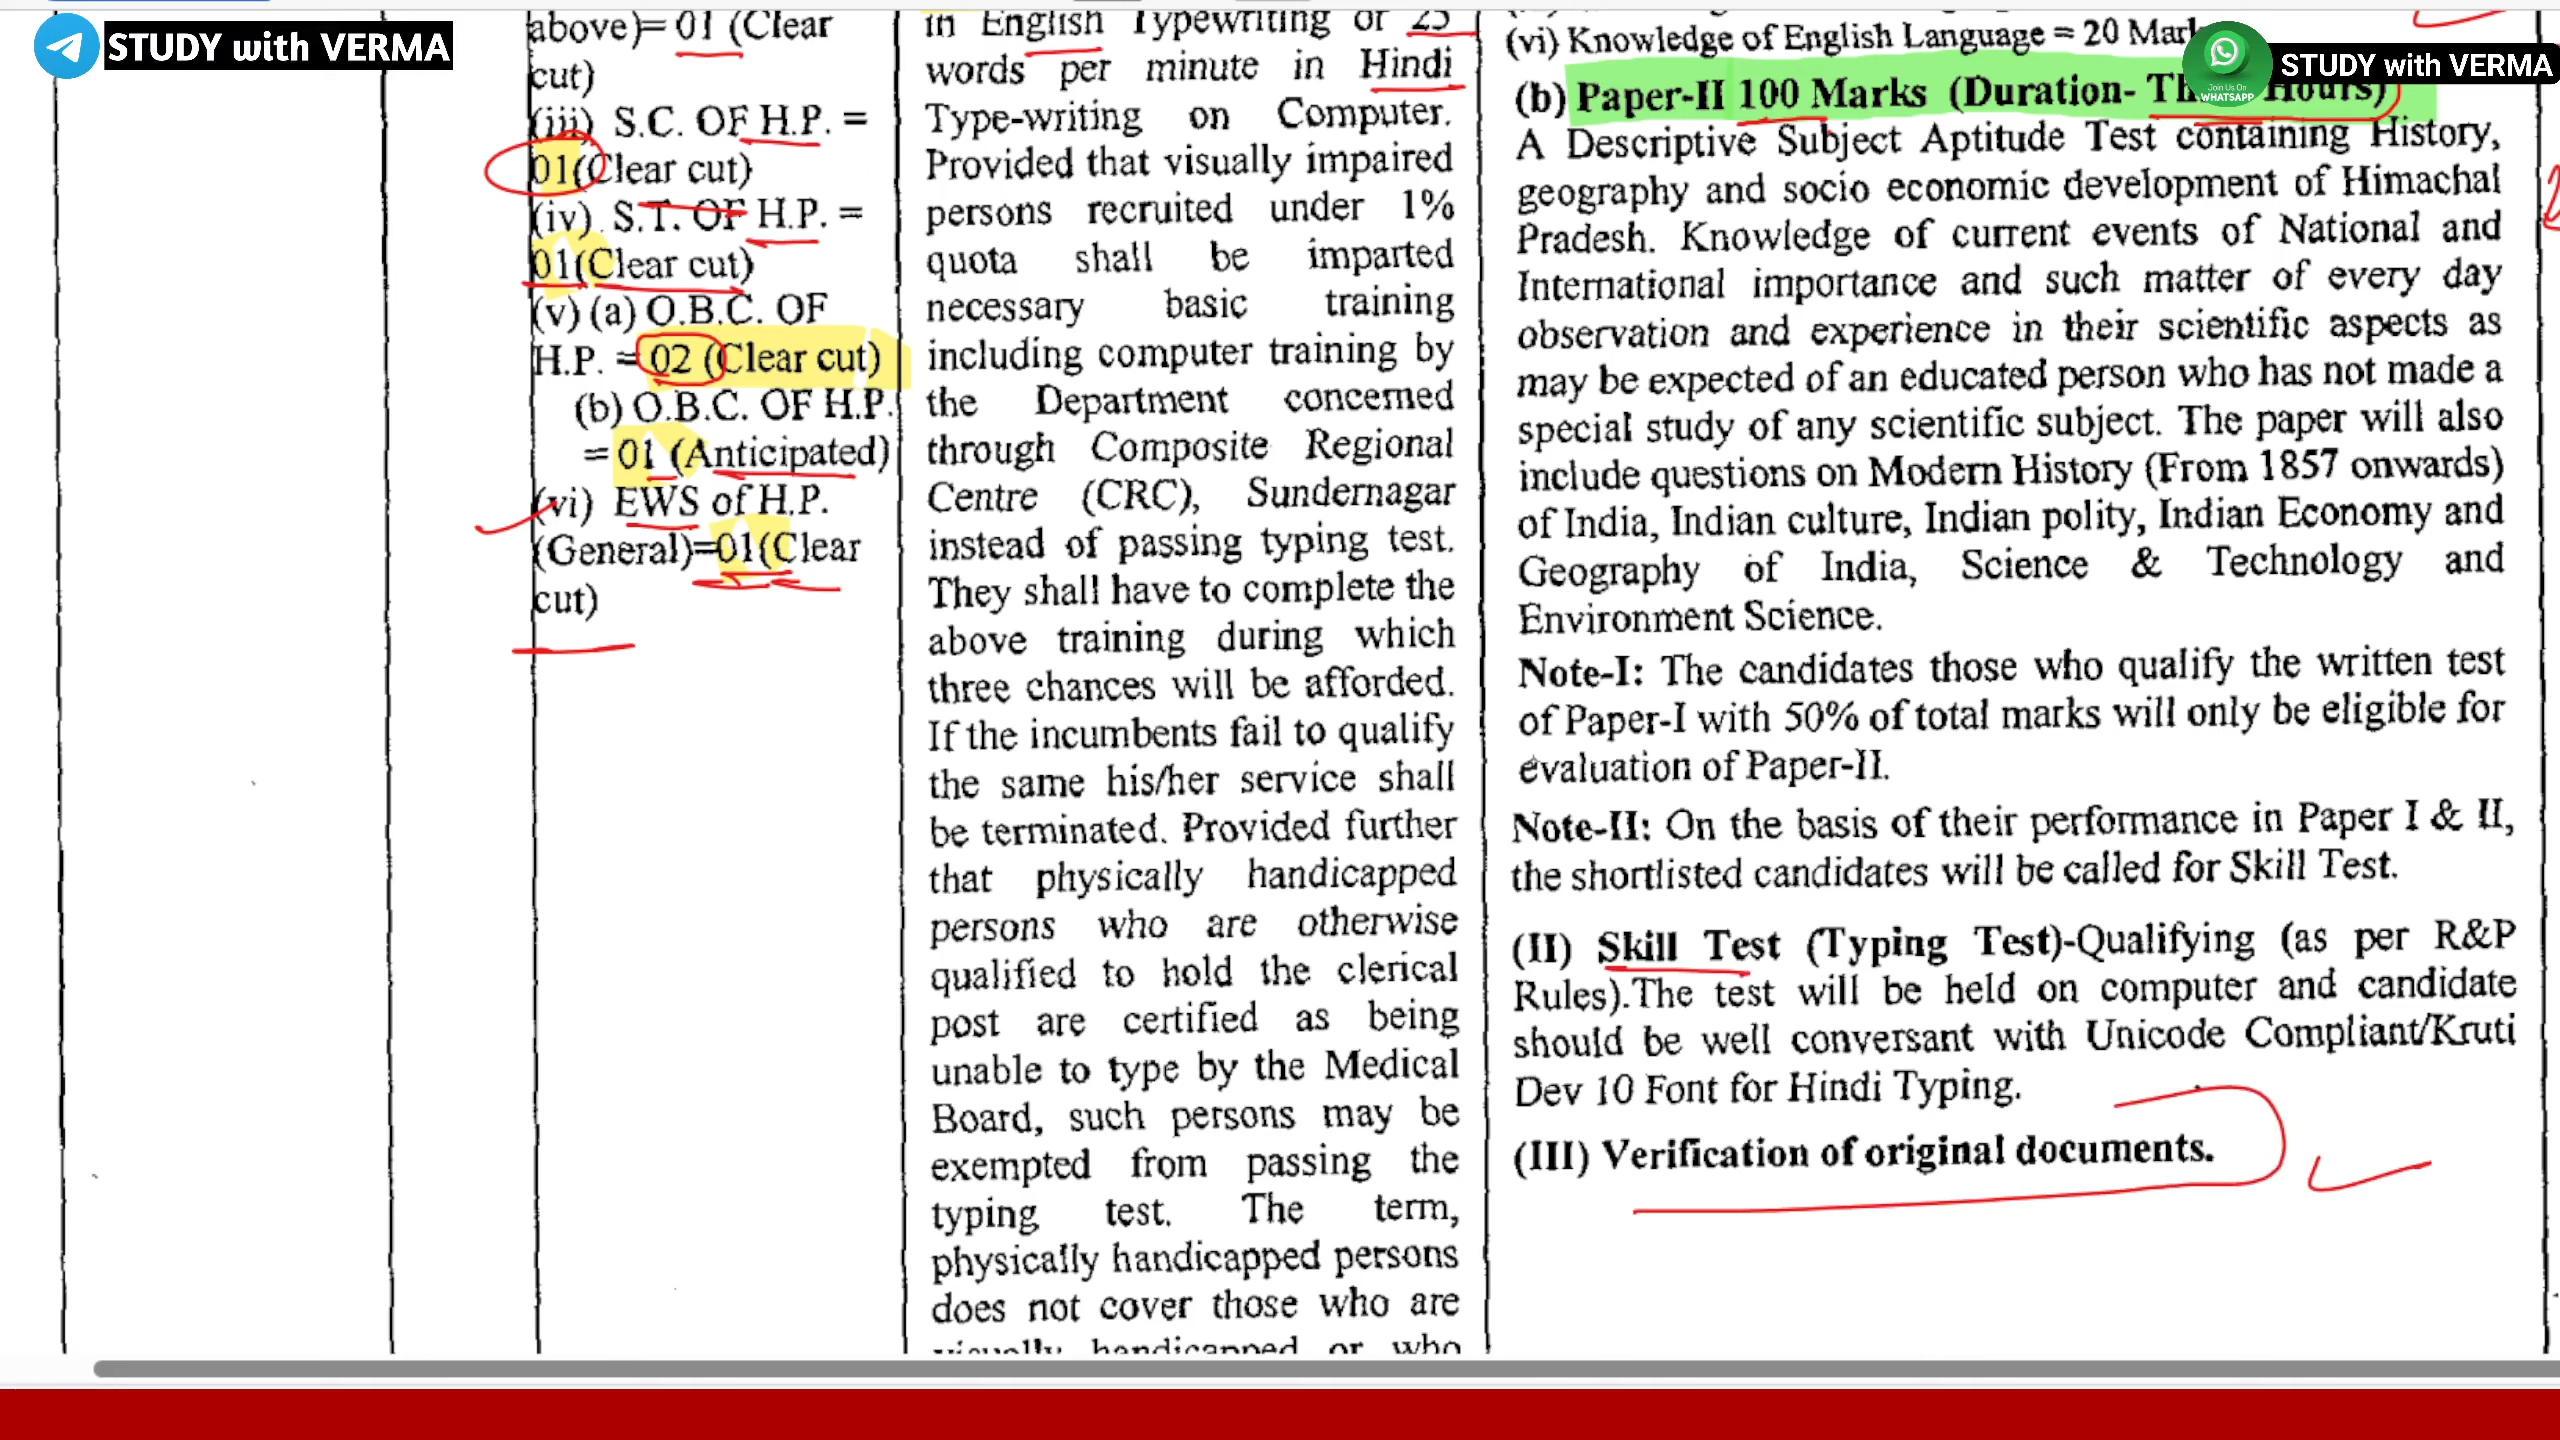 STUDY with VERMA
above)= 01 (Clear
cut)
(iii) S.C. OF H.P. =
01(Clear cut)
(iv). S.T. OF H.P. =
01(Clear cut)
(v) (a) O.B.C. OF
H.P. = 02 (Clear cut)
(b) O.B.C. OF H.P.
= 01 (Anticipated)
(vi) EWS of H.P.
(General)=01(Clear
cut)
in English Typewriting or 25
words per minute in Hindi
Type-writing on Computer.
Provided that visually impaired
persons recruited under 1%
quota shall be imparted
necessary basic training
including computer training by
the Department concerned
through Composite Regional
Centre (CRC), Sundernagar
instead of passing typing test.
They shall have to complete the
above training during which
three chances will be afforded.
If the incumbents fail to qualify
the same his/her service shall
be terminated. Provided further
that physically handicapped
persons who are otherwise
qualified to hold the clerical
post are certified as being
unable to type by the Medical
Board, such persons may be
exempted from passing the
typing test. The term,
physically handicapped persons
does not cover those who are
visually handicapped or who
(vi) Knowledge of English Language = 20
Join Us On
WHATSAPP
STUDY with VERMA
(b) Paper-II 100 Marks (Duration- Hours)
A Descriptive Subject Aptitude Test containing History,
geography and socio economic development of Himachal
Pradesh. Knowledge of current events of National and
International importance and such matter of every day
observation and experience in their scientific aspects as
may be expected of an educated person who has not made a
special study of any scientific subject. The paper will also
include questions on Modern History (From 1857 onwards)
of India, Indian culture, Indian polity, Indian Economy and
Geography of India, Science & Technology and
Environment Science.
Note-I: The candidates those who qualify the written test
of Paper-I with 50% of total marks will only be eligible for
evaluation of Paper-II.
Note-II: On the basis of their performance in Paper I & II,
the shortlisted candidates will be called for Skill Test.
(II) Skill Test (Typing Test)-Qualifying (as per R&P
Rules).The test will be held on computer and candidate
should be well conversant with Unicode Compliant/Kruti
Dev 10 Font for Hindi Typing.
(III) Verification of original documents.